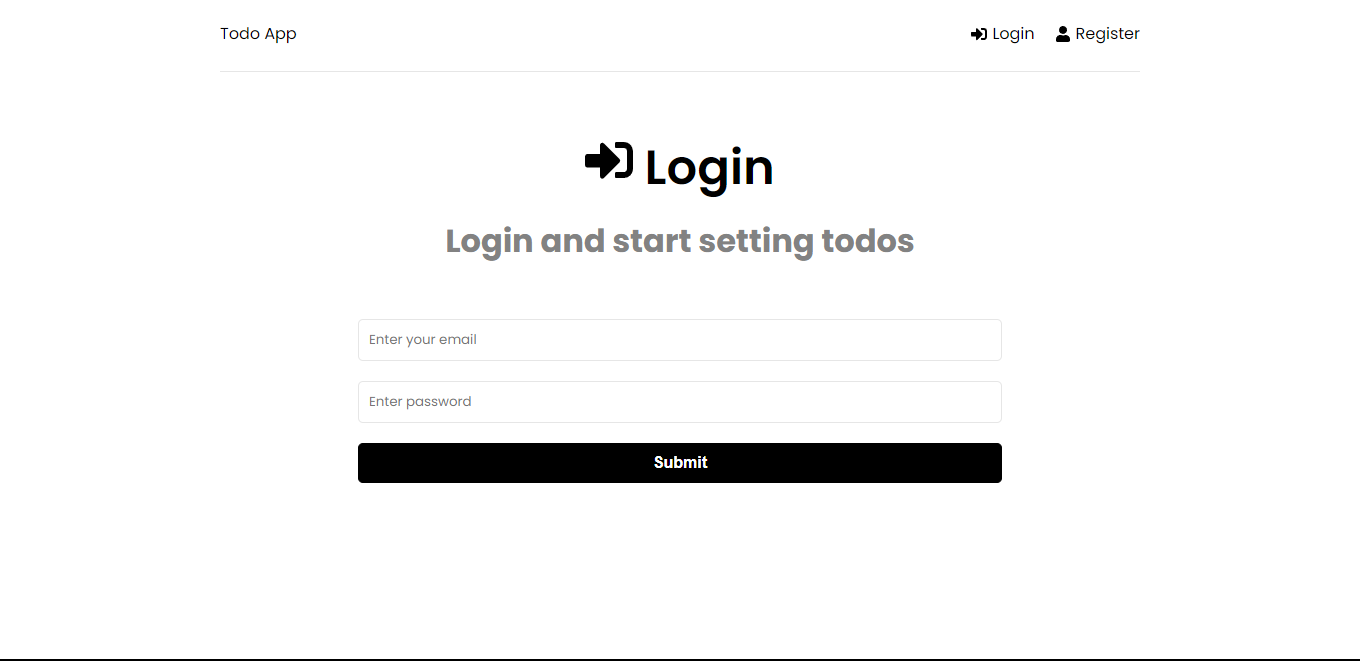 Todo App
Login Register
Login
Login and start setting todos
Enter your email
Enter password
Submit